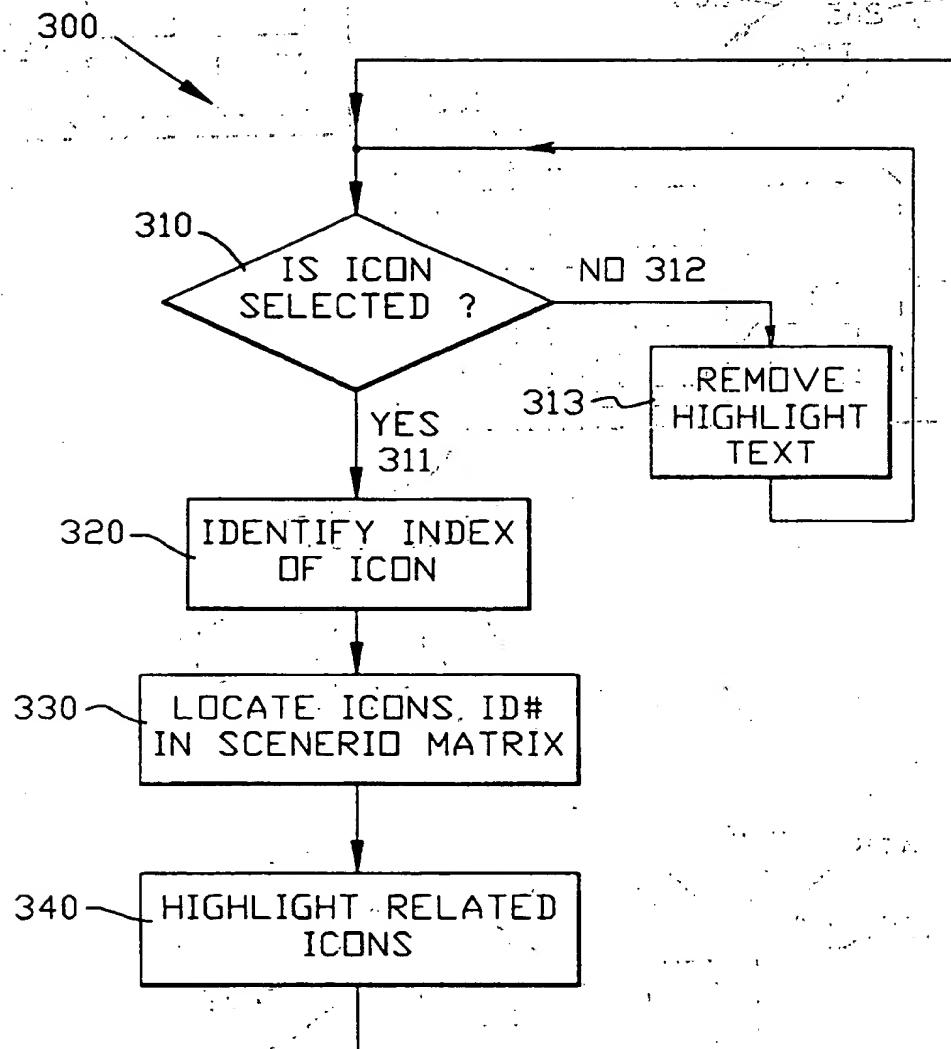 300
310
IS ICON
SELECTED ?
NO 312
313
REMOVE
HIGHLIGHT
TEXT
YES
311
320
IDENTIFY INDEX
OF ICON
330
LOCATE ICONS, ID#
IN SCENERIO MATRIX
340
HIGHLIGHT RELATED
ICONS